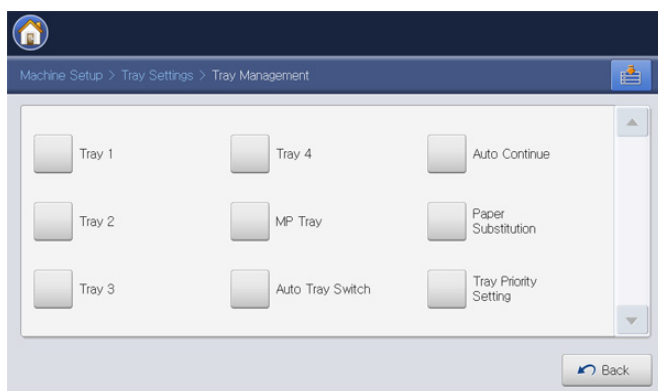 Machine Setup > Tray Settings > Tray Management
Tray 1
Tray 4
Auto Continue
Tray 2
MP Tray
Paper
Substitution
Tray 3
Auto Tray Switch
Tray Priority
Setting
Back